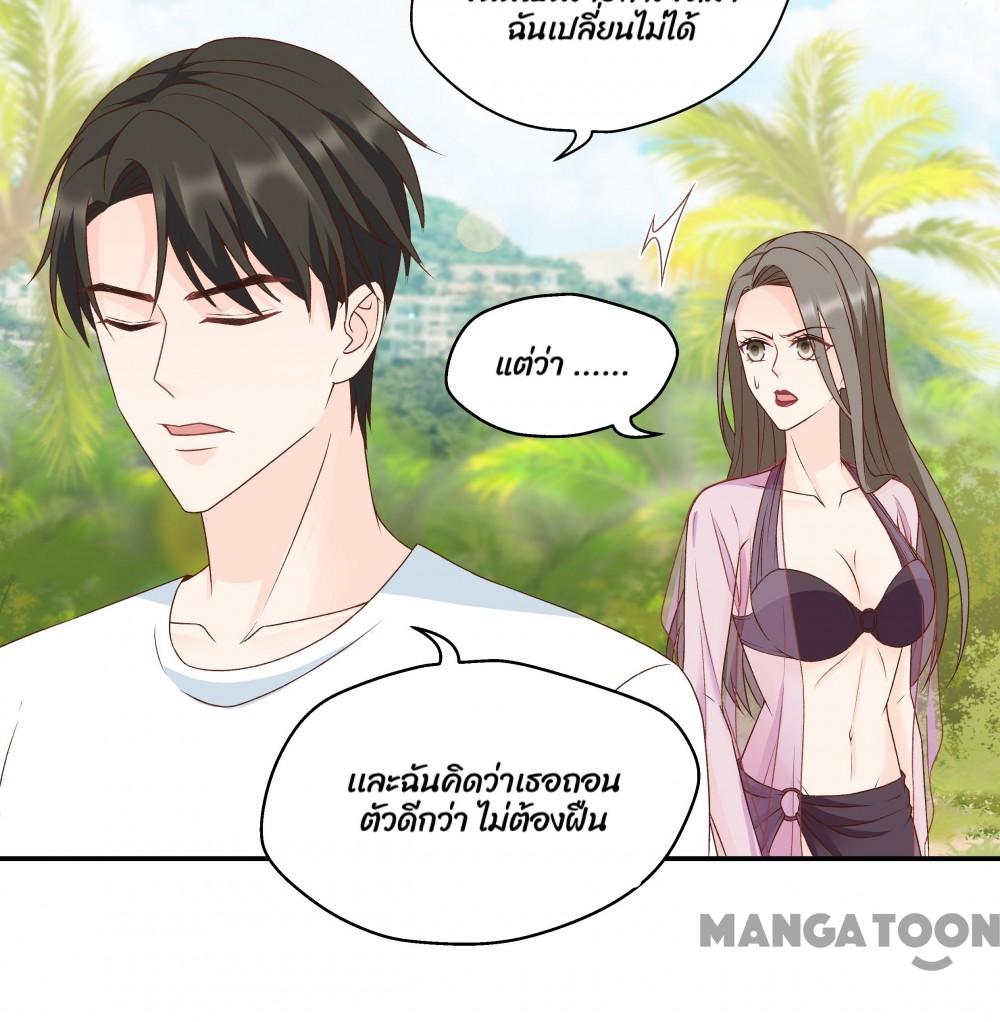 ฉันเปลี่ยนไม่ได้
แต่ว่า ......
และฉันคิดว่าเธอถอน
ตัวดีกว่า ไม่ต้องฝืน
MANGATOON